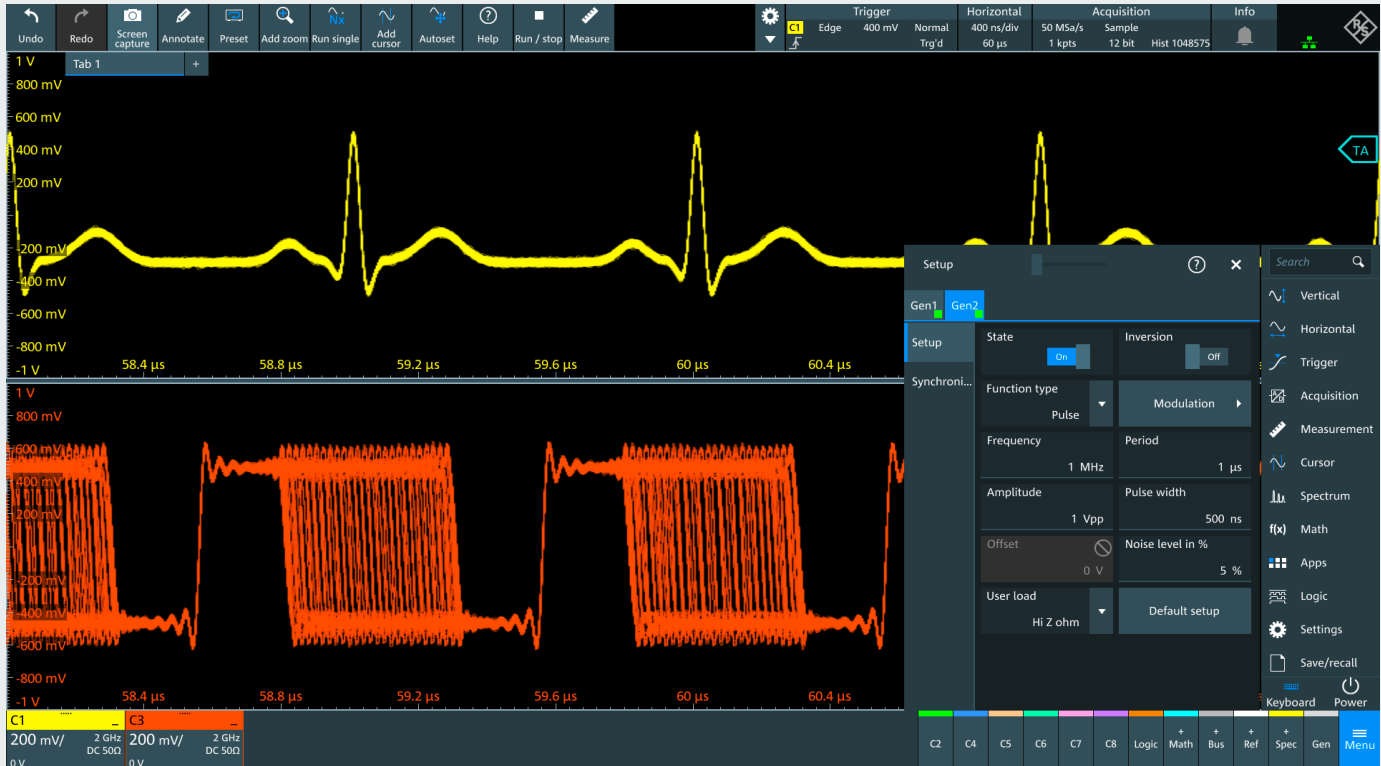 Undo
Redo
Screen capture
Annotate
Preset
Add zoom
Nx
Run single
Add cursor
Autoset
Help
Run / stop
Measure
C1
Trigger
Edge 400 mV Normal
Trg'd
Horizontal
400 ns/div
60 µs
Acquisition
50 MSa/s Sample
1 kpts 12 bit Hist 1048575
Info
R&S
Tab 1
+
1 V
800 mV
600 mV
400 mV
200 mV
-200 mV
-400 mV
-600 mV
-800 mV
-1 V
58.4 µs 58.8 µs 59.2 µs 59.6 µs 60 µs 60.4 µs
TA
1 V
800 mV
600 mV
400 mV
200 mV
-200 mV
-400 mV
-600 mV
-800 mV
-1 V
58.4 µs 58.8 µs 59.2 µs 59.6 µs 60 µs 60.4 µs
Setup
?
Gen1 Gen2
Setup
Synchroni...
State
On
Inversion
Off
Function type
Pulse
Modulation
Frequency
1 MHz
Period
1 µs
Amplitude
1 Vpp
Pulse width
500 ns
Offset
0 V
Noise level in %
5 %
User load
Hi Z ohm
Default setup
Search
Vertical
Horizontal
Trigger
Acquisition
Measurement
Cursor
Spectrum
f(x) Math
Apps
Logic
Settings
Save/recall
Keyboard Power
C1
200 mV/ 2 GHz
DC 50Ω
0 V
C3
200 mV/ 2 GHz
DC 50Ω
0 V
C2
C4
C5
C6
C7
C8
Logic
+
Math
+
Bus
+
Ref
+
Spec
Gen
Menu